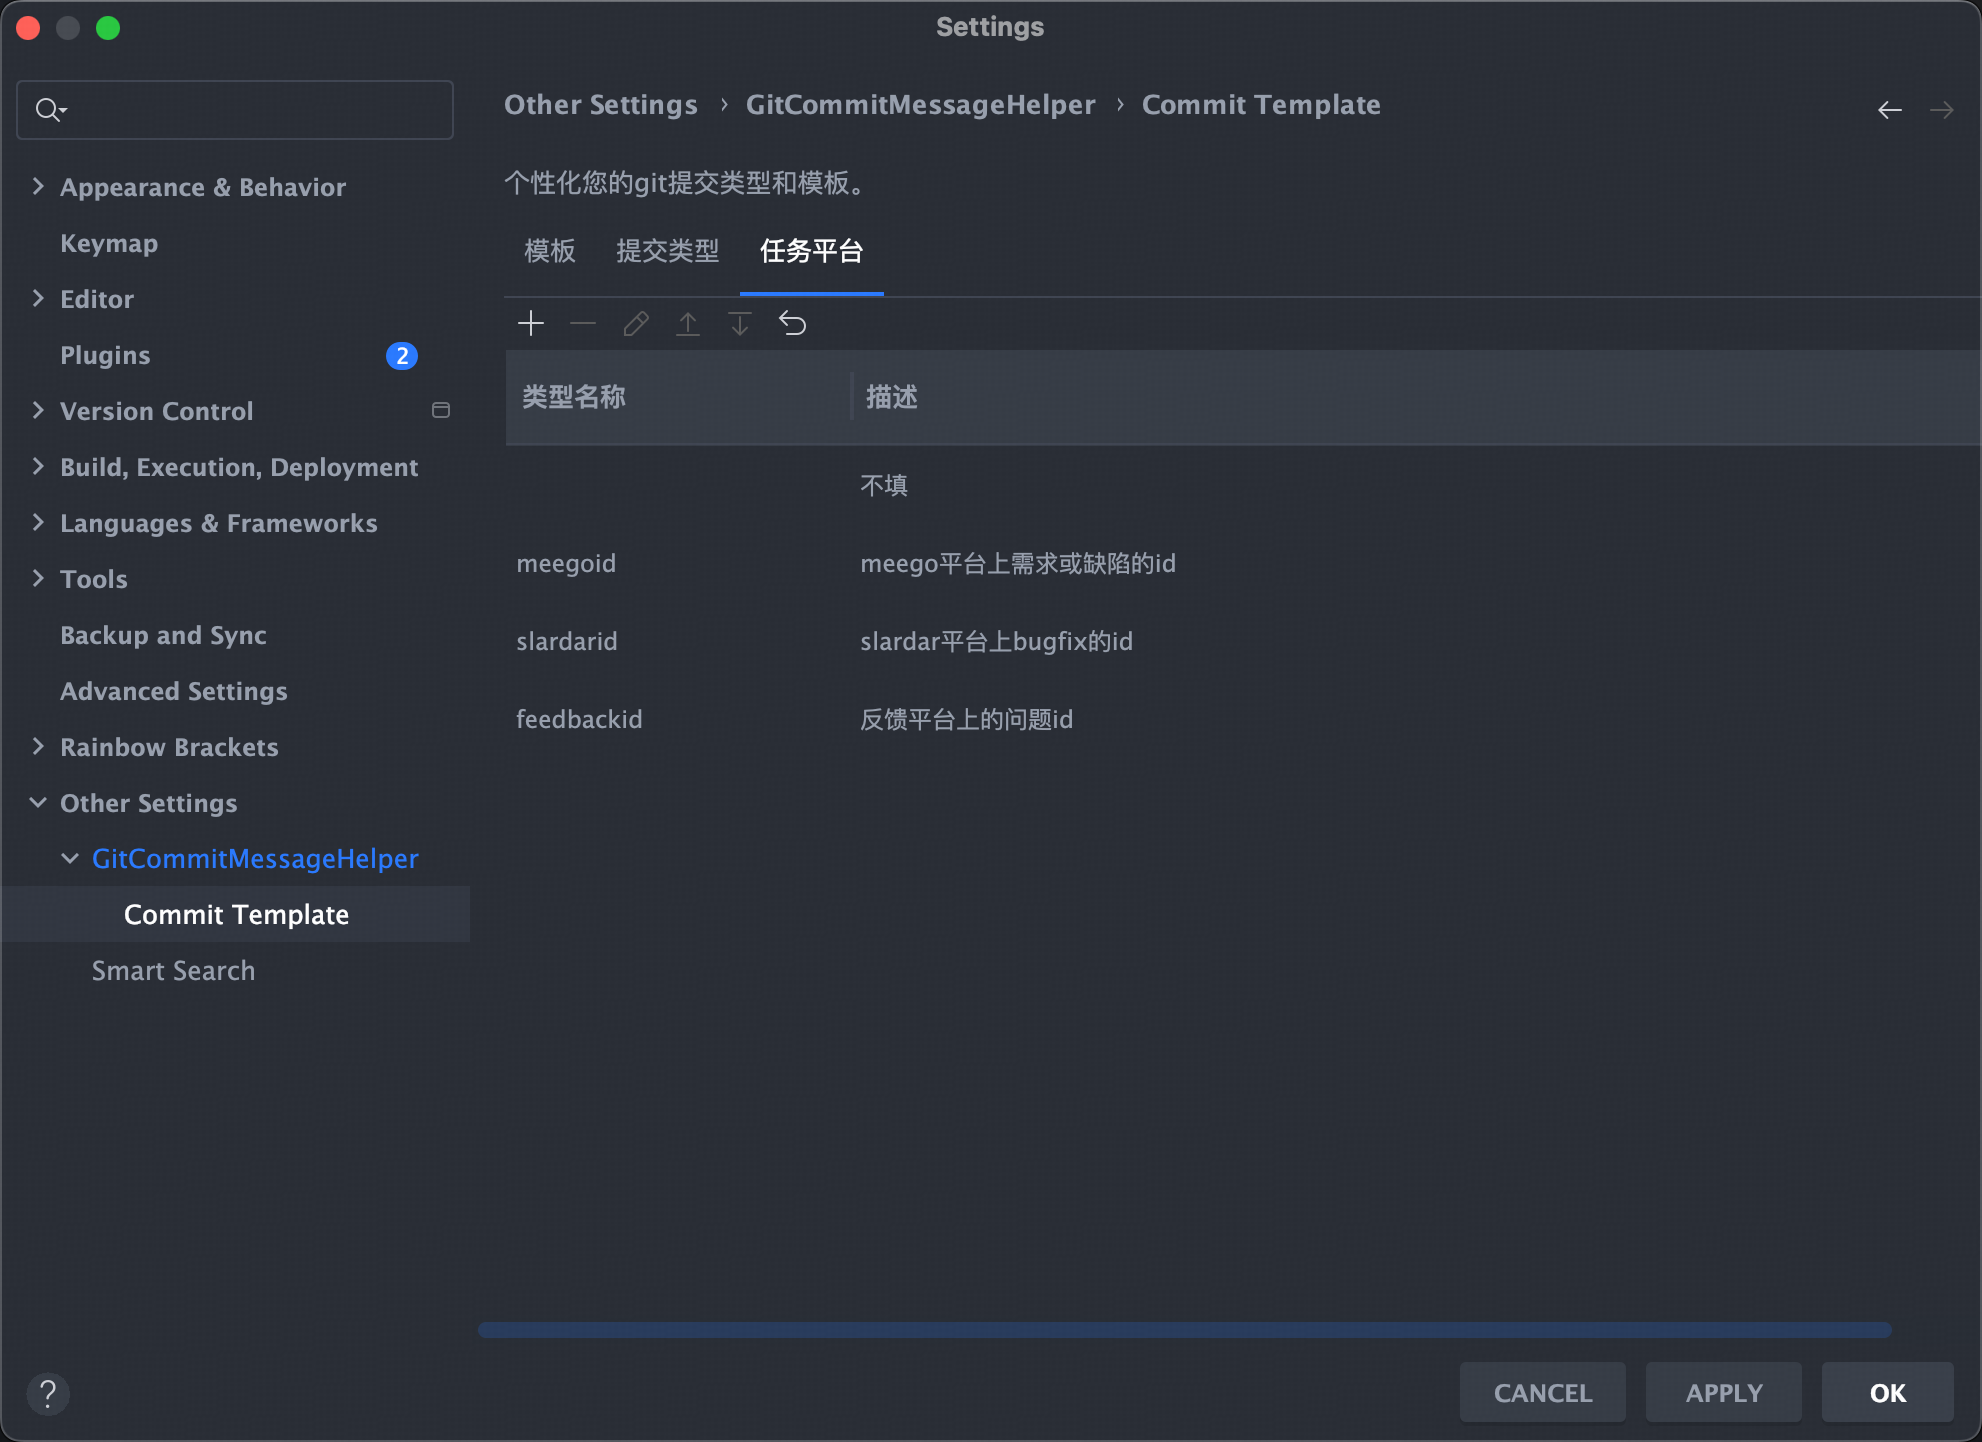 Settings
Other Settings › GitCommitMessageHelper › Commit Template
Appearance & Behavior
Keymap
Editor
Plugins
2
Version Control
Build, Execution, Deployment
Languages & Frameworks
Tools
Backup and Sync
Advanced Settings
Rainbow Brackets
Other Settings
GitCommitMessageHelper
Commit Template
Smart Search
个性化您的git提交类型和模板。
模板 提交类型 任务平台
类型名称 描述
不填
meegoid meego平台上需求或缺陷的id
slardarid slardar平台上bugfix的id
feedbackid 反馈平台上的问题id
?
CANCEL APPLY OK